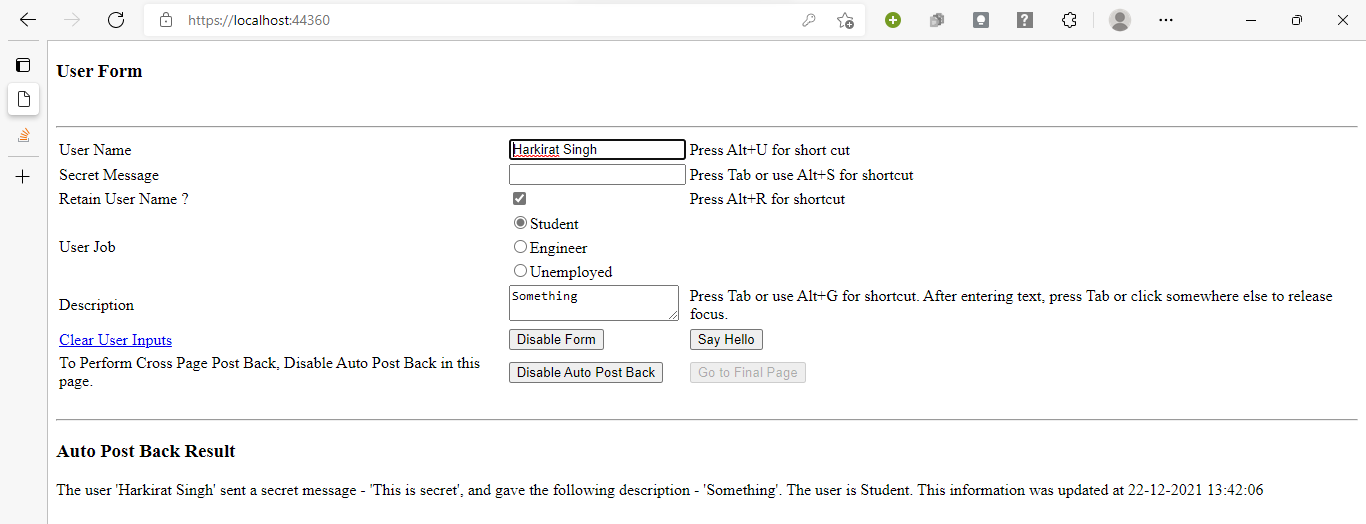 https://localhost:44360
User Form
User Name Harkirat Singh Press Alt+U for short cut
Secret Message Press Tab or use Alt+S for shortcut
Retain User Name ? Press Alt+R for shortcut
Student
User Job Engineer
Unemployed
Description Something Press Tab or use Alt+G for shortcut. After entering text, press Tab or click somewhere else to release
focus.
Clear User Inputs Disable Form Say Hello
To Perform Cross Page Post Back, Disable Auto Post Back in this
page. Disable Auto Post Back Go to Final Page
Auto Post Back Result
The user 'Harkirat Singh' sent a secret message - 'This is secret', and gave the following description - 'Something'. The user is Student. This information was updated at 22-12-2021 13:42:06